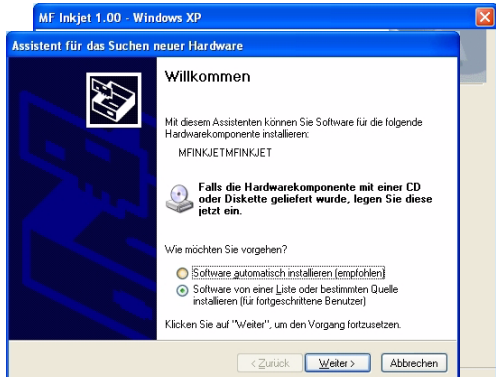 MF Inkjet 1.00 - Windows XP
Assistent für das Suchen neuer Hardware
Willkommen
Mit diesem Assistenten können Sie Software für die folgende
Hardwarekomponente installieren:
MFINKJETMFINKJET
Falls die Hardwarekomponente mit einer CD
oder Diskette geliefert wurde, legen Sie diese
jetzt ein.
Wie möchten Sie vorgehen?
Software automatisch installieren (empfohlen)
Software von einer Liste oder bestimmten Quelle
installieren (für fortgeschrittene Benutzer)
Klicken Sie auf "Weiter", um den Vorgang fortzusetzen.
< Zurück
Weiter >
Abbrechen